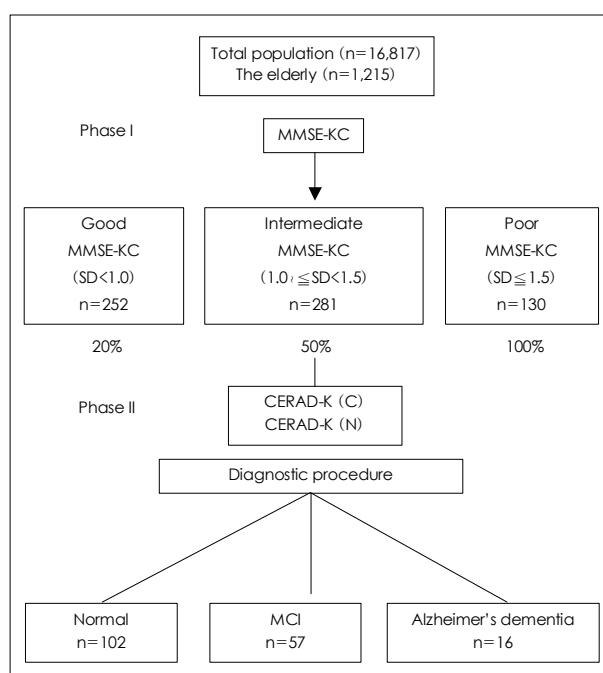 Total population (n=16,817)
The elderly (n=1,215)
Phase I
MMSE-KC
Good
MMSE-KC
(SD<1.0)
n=252
Intermediate
MMSE-KC
(1.0≀≦SD<1.5)
n=281
Poor
MMSE-KC
(SD≦1.5)
n=130
20%
50%
100%
Phase II
CERAD-K (C)
CERAD-K (N)
Diagnostic procedure
Normal
n=102
MCI
n=57
Alzheimer’s dementia
n=16